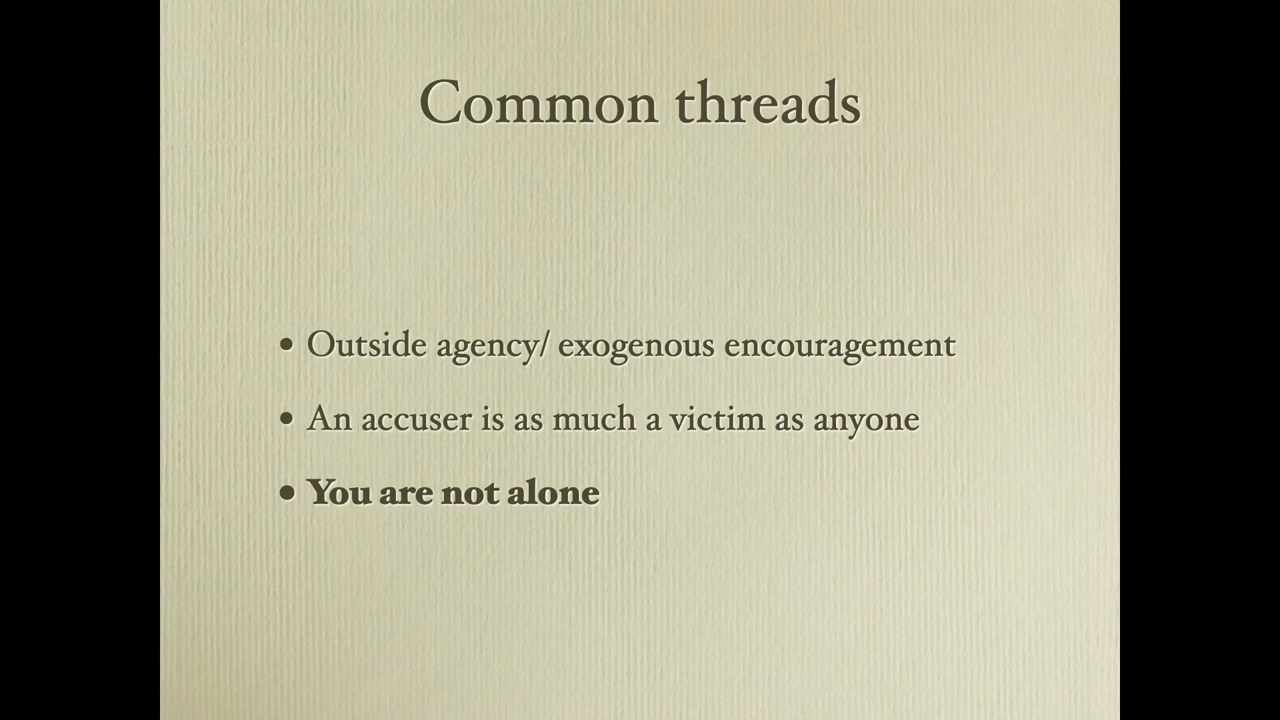 Common threads
• Outside agency/ exogenous encouragement
• An accuser is as much a victim as anyone
• You are not alone